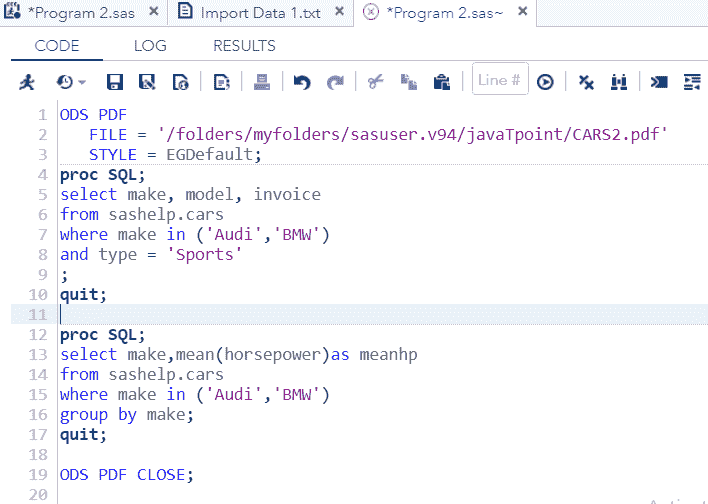 *Program 2.sas × Import Data 1.txt × *Program 2.sas~ ×
CODE LOG RESULTS
Line #
1 ODS PDF
2 FILE = '/folders/myfolders/sasuser.v94/javaTpoint/CARS2.pdf'
3 STYLE = EGDefault;
4 proc SQL;
5 select make, model, invoice
6 from sashelp.cars
7 where make in ('Audi','BMW')
8 and type = 'Sports'
9 ;
10 quit;
11
12 proc SQL;
13 select make,mean(horsepower)as meanhp
14 from sashelp.cars
15 where make in ('Audi','BMW')
16 group by make;
17 quit;
18
19 ODS PDF CLOSE;
20